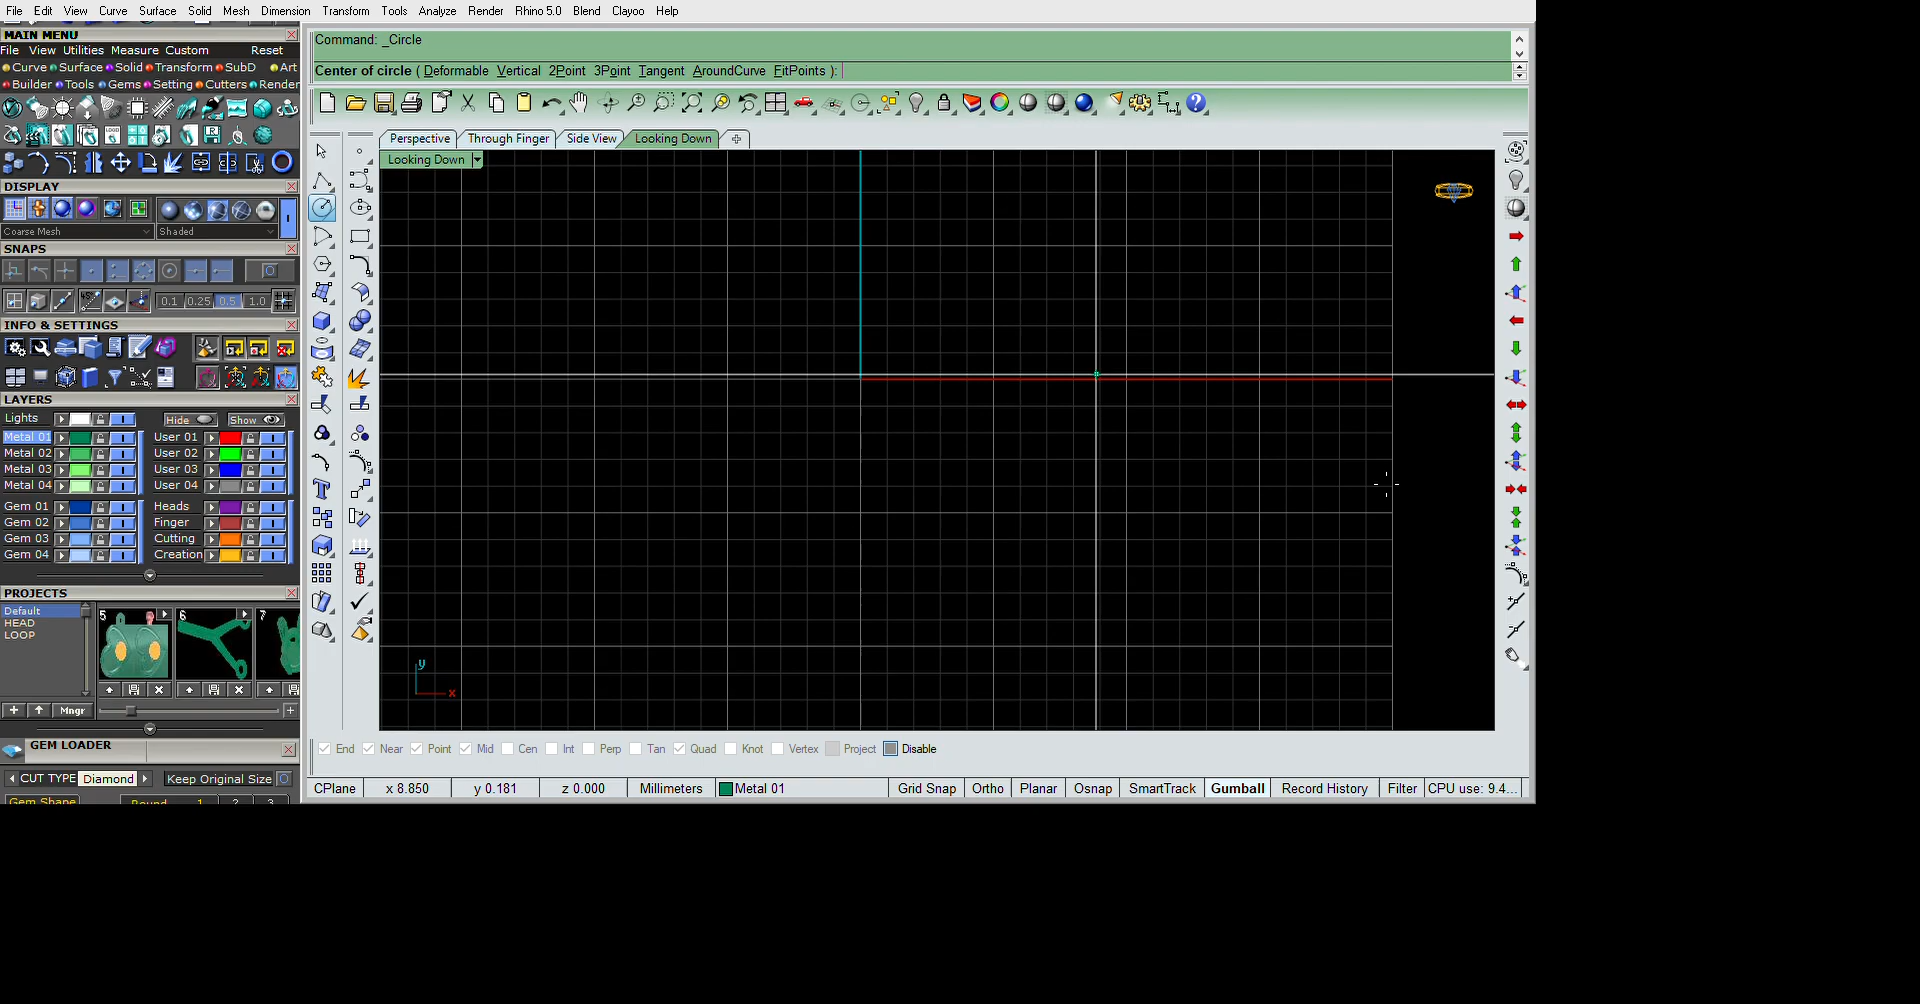 File Edit View Curve Surface Solid Mesh Dimension Transform Tools Analyze Render Rhino 5.0 Blend Clayoo Help
MAIN MENU
File View Utilities Measure Custom Reset
Curve Surface Solid Transform SubD Art
Builder Tools Gems Setting Cutters Render
LOGO
DISPLAY
Coarse Mesh Shaded
SNAPS
0.1 0.25 0.5 1.0
INFO & SETTINGS
LAYERS
Lights Hide Show
Metal 01 User 01
Metal 02 User 02
Metal 03 User 03
Metal 04 User 04
Gem 01 Heads
Gem 02 Finger
Gem 03 Cutting
Gem 04 Creation
PROJECTS
Default
HEAD
LOOP
5 6 7
Mngr
GEM LOADER
CUT TYPE Diamond Keep Original Size
Gem Shape Round 1 2 3
Command: _Circle
Center of circle ( Deformable Vertical 2Point 3Point Tangent AroundCurve FitPoints ):
Perspective Through Finger Side View Looking Down
Looking Down
y
x
End Near Point Mid Cen Int Perp Tan Quad Knot Vertex Project Disable
CPlane x 8.850 y 0.181 z 0.000 Millimeters Metal 01 Grid Snap Ortho Planar Osnap SmartTrack Gumball Record History Filter CPU use: 9.4...